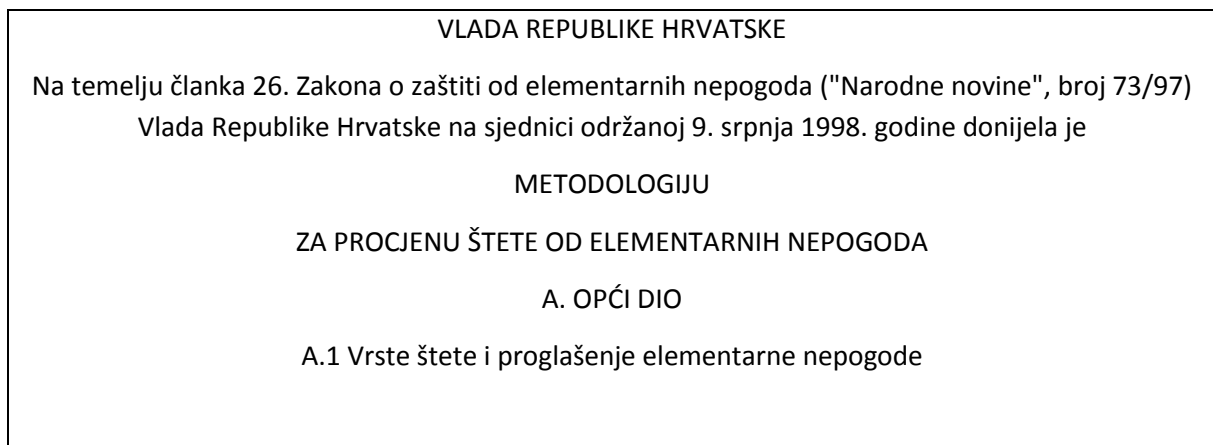 VLADA REPUBLIKE HRVATSKE
Na temelju članka 26. Zakona o zaštiti od elementarnih nepogoda ("Narodne novine", broj 73/97)
Vlada Republike Hrvatske na sjednici održanoj 9. srpnja 1998. godine donijela je
METODOLOGIJU
ZA PROCJENU ŠTETE OD ELEMENTARNIH NEPOGODA
A. OPĆI DIO
A.1 Vrste štete i proglašenje elementarne nepogode